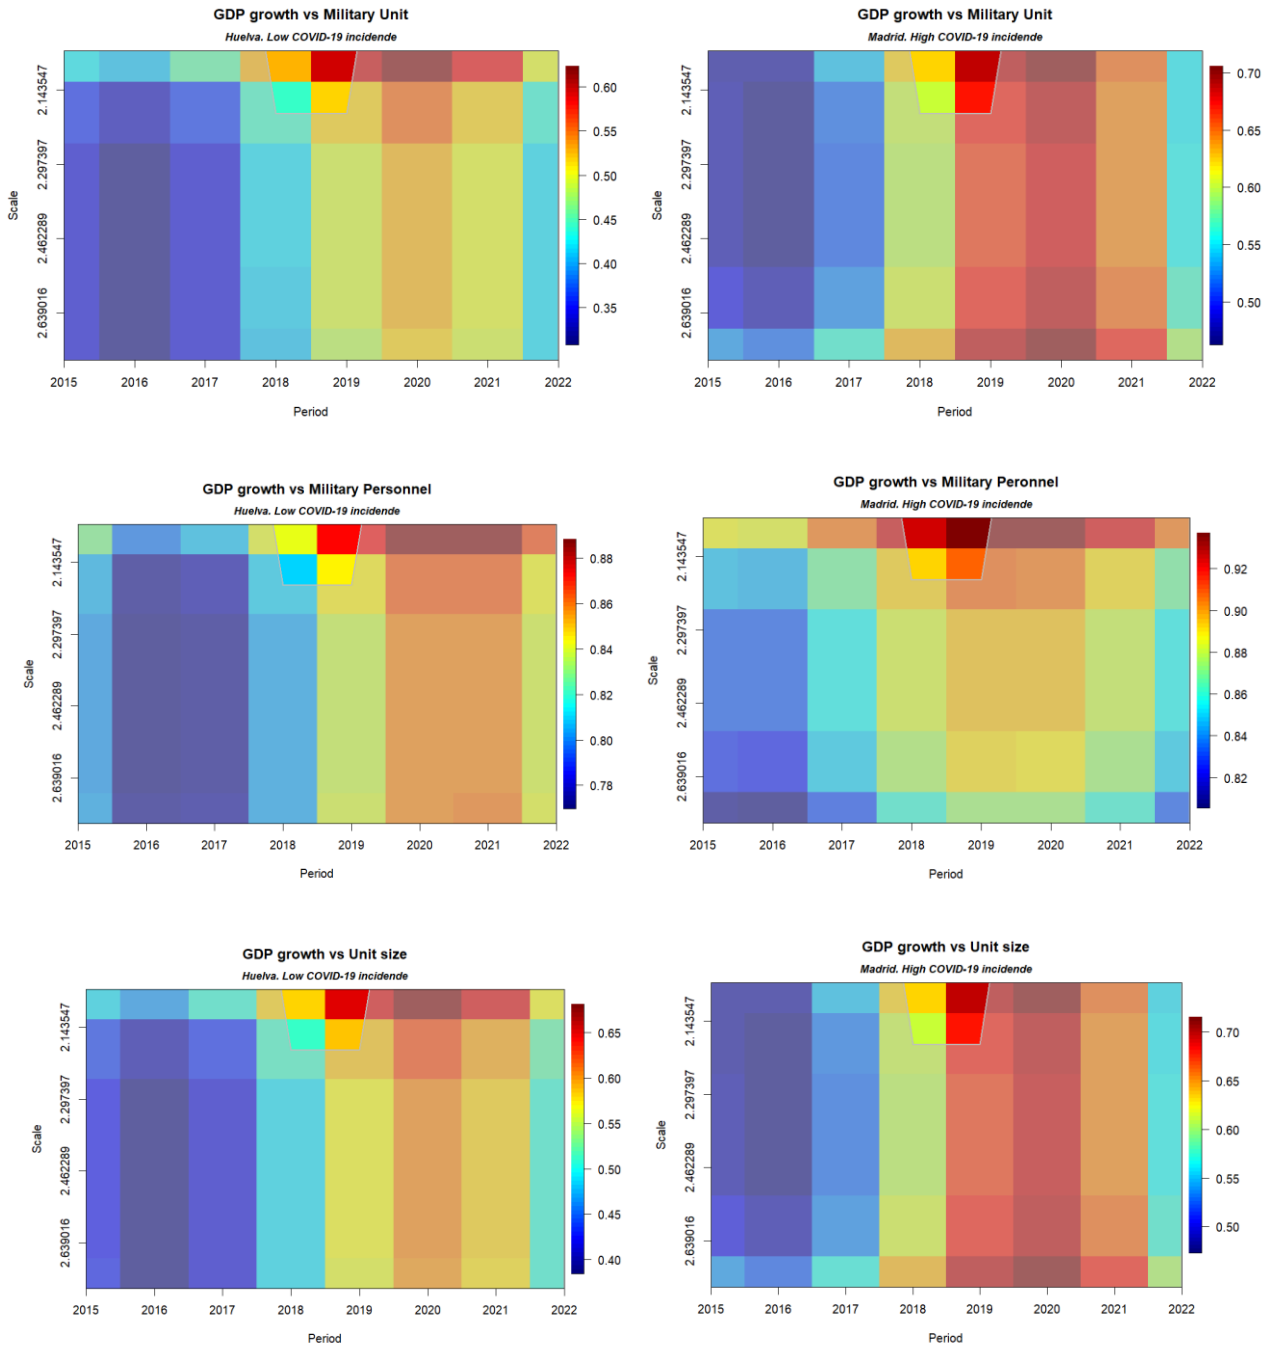 GDP growth vs Military Unit
Huelva. Low COVID-19 incidende
Scale
2.143547
2.297397
2.462289
2.639016
0.60
0.55
0.50
0.45
0.40
0.35
2015 2016 2017 2018 2019 2020 2021 2022
Period
GDP growth vs Military Unit
Madrid. High COVID-19 incidende
Scale
2.143547
2.297397
2.462289
2.639016
0.70
0.65
0.60
0.55
0.50
2015 2016 2017 2018 2019 2020 2021 2022
Period
GDP growth vs Military Personnel
Huelva. Low COVID-19 incidende
Scale
2.143547
2.297397
2.462289
2.639016
0.88
0.86
0.84
0.82
0.80
0.78
2015 2016 2017 2018 2019 2020 2021 2022
Period
GDP growth vs Military Peronnel
Madrid. High COVID-19 incidende
Scale
2.143547
2.297397
2.462289
2.639016
0.92
0.90
0.88
0.86
0.84
0.82
2015 2016 2017 2018 2019 2020 2021 2022
Period
GDP growth vs Unit size
Huelva. Low COVID-19 incidende
Scale
2.143547
2.297397
2.462289
2.639016
0.65
0.60
0.55
0.50
0.45
0.40
2015 2016 2017 2018 2019 2020 2021 2022
Period
GDP growth vs Unit size
Madrid. High COVID-19 incidende
Scale
2.143547
2.297397
2.462289
2.639016
0.70
0.65
0.60
0.55
0.50
2015 2016 2017 2018 2019 2020 2021 2022
Period